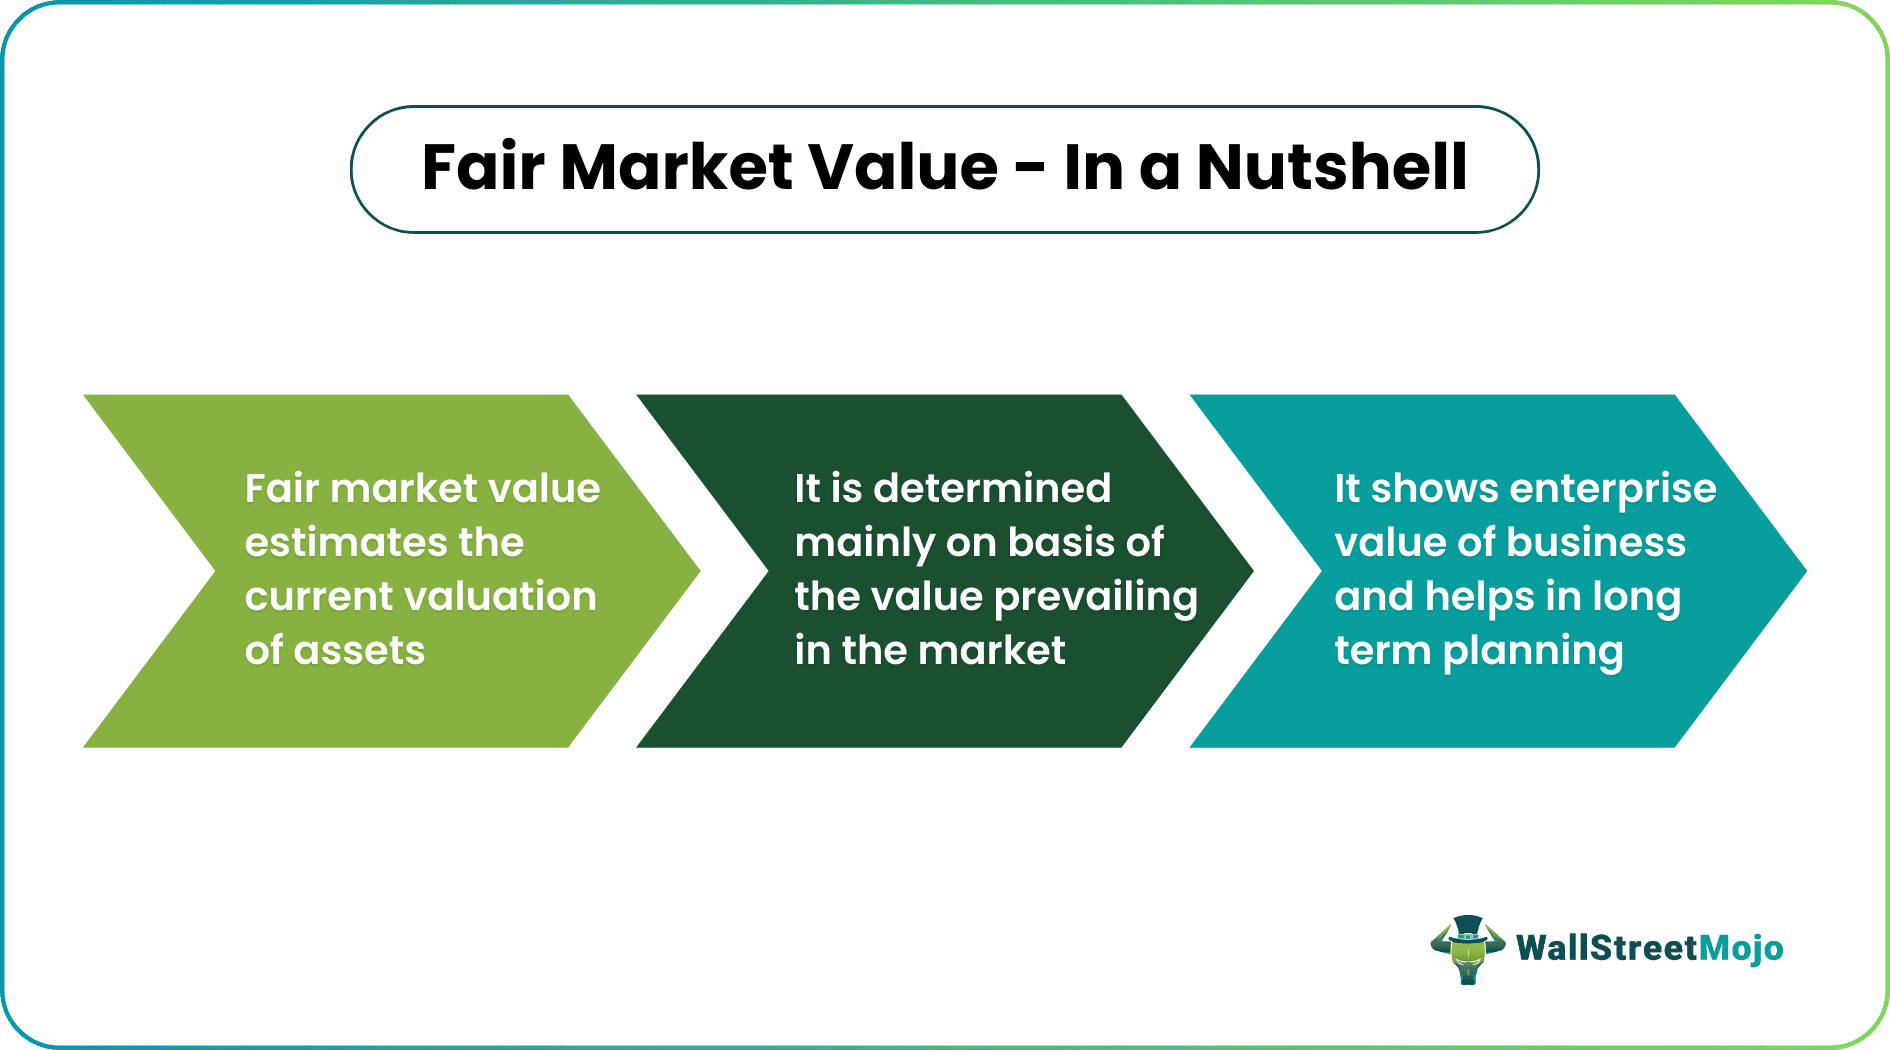 Fair Market Value - In a Nutshell
Fair market value
estimates the
current valuation
of assets
It is determined
mainly on basis of
the value prevailing
in the market
It shows enterprise
value of business
and helps in long
term planning
WallStreetMojo